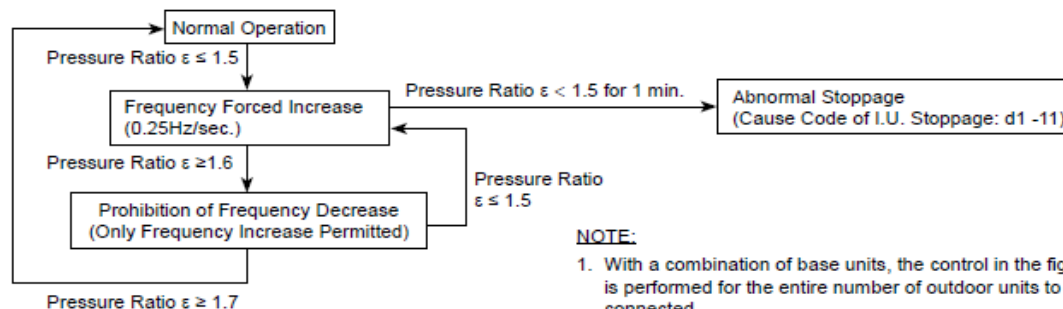 Normal Operation
Pressure Ratio ε ≤ 1.5
Frequency Forced Increase
(0.25Hz/sec.)
Pressure Ratio ε < 1.5 for 1 min.
Abnormal Stoppage
(Cause Code of I.U. Stoppage: d1 -11)
Pressure Ratio ε ≥1.6
Pressure Ratio
ε ≤ 1.5
Prohibition of Frequency Decrease
(Only Frequency Increase Permitted)
Pressure Ratio ε ≥ 1.7
NOTE:
1. With a combination of base units, the control in the fig
is performed for the entire number of outdoor units to
connected